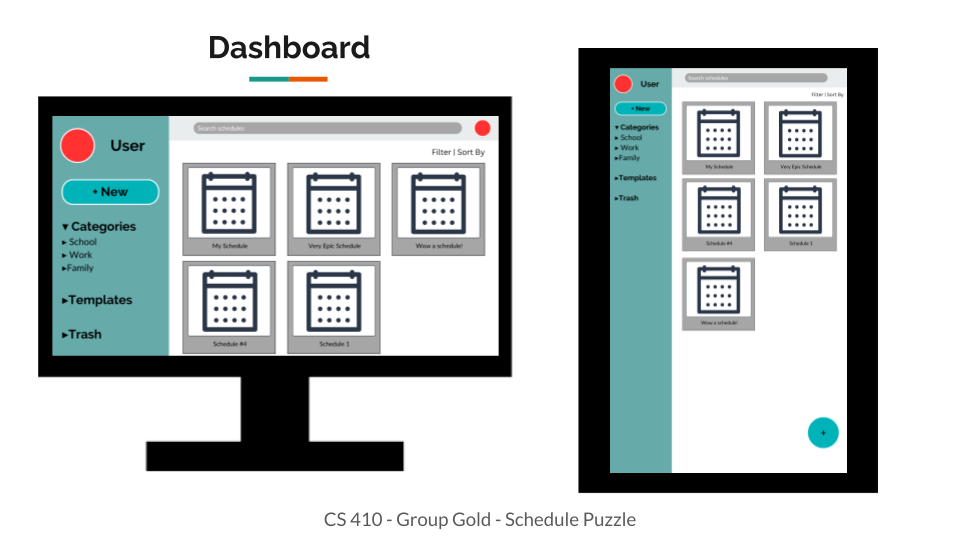 Dashboard
User
+ New
▾ Categories
▸ School
▸ Work
▸Family
▸Templates
▸Trash
Search schedules
Filter | Sort By
My Schedule
Very Epic Schedule
Wow a schedule!
Schedule #4
Schedule 1
User
+ New
▾ Categories
▸ School
▸ Work
▸Family
▸Templates
▸Trash
Search schedules
Filter | Sort By
My Schedule
Very Epic Schedule
Schedule #4
Schedule 1
Wow a schedule!
+
CS 410 - Group Gold - Schedule Puzzle